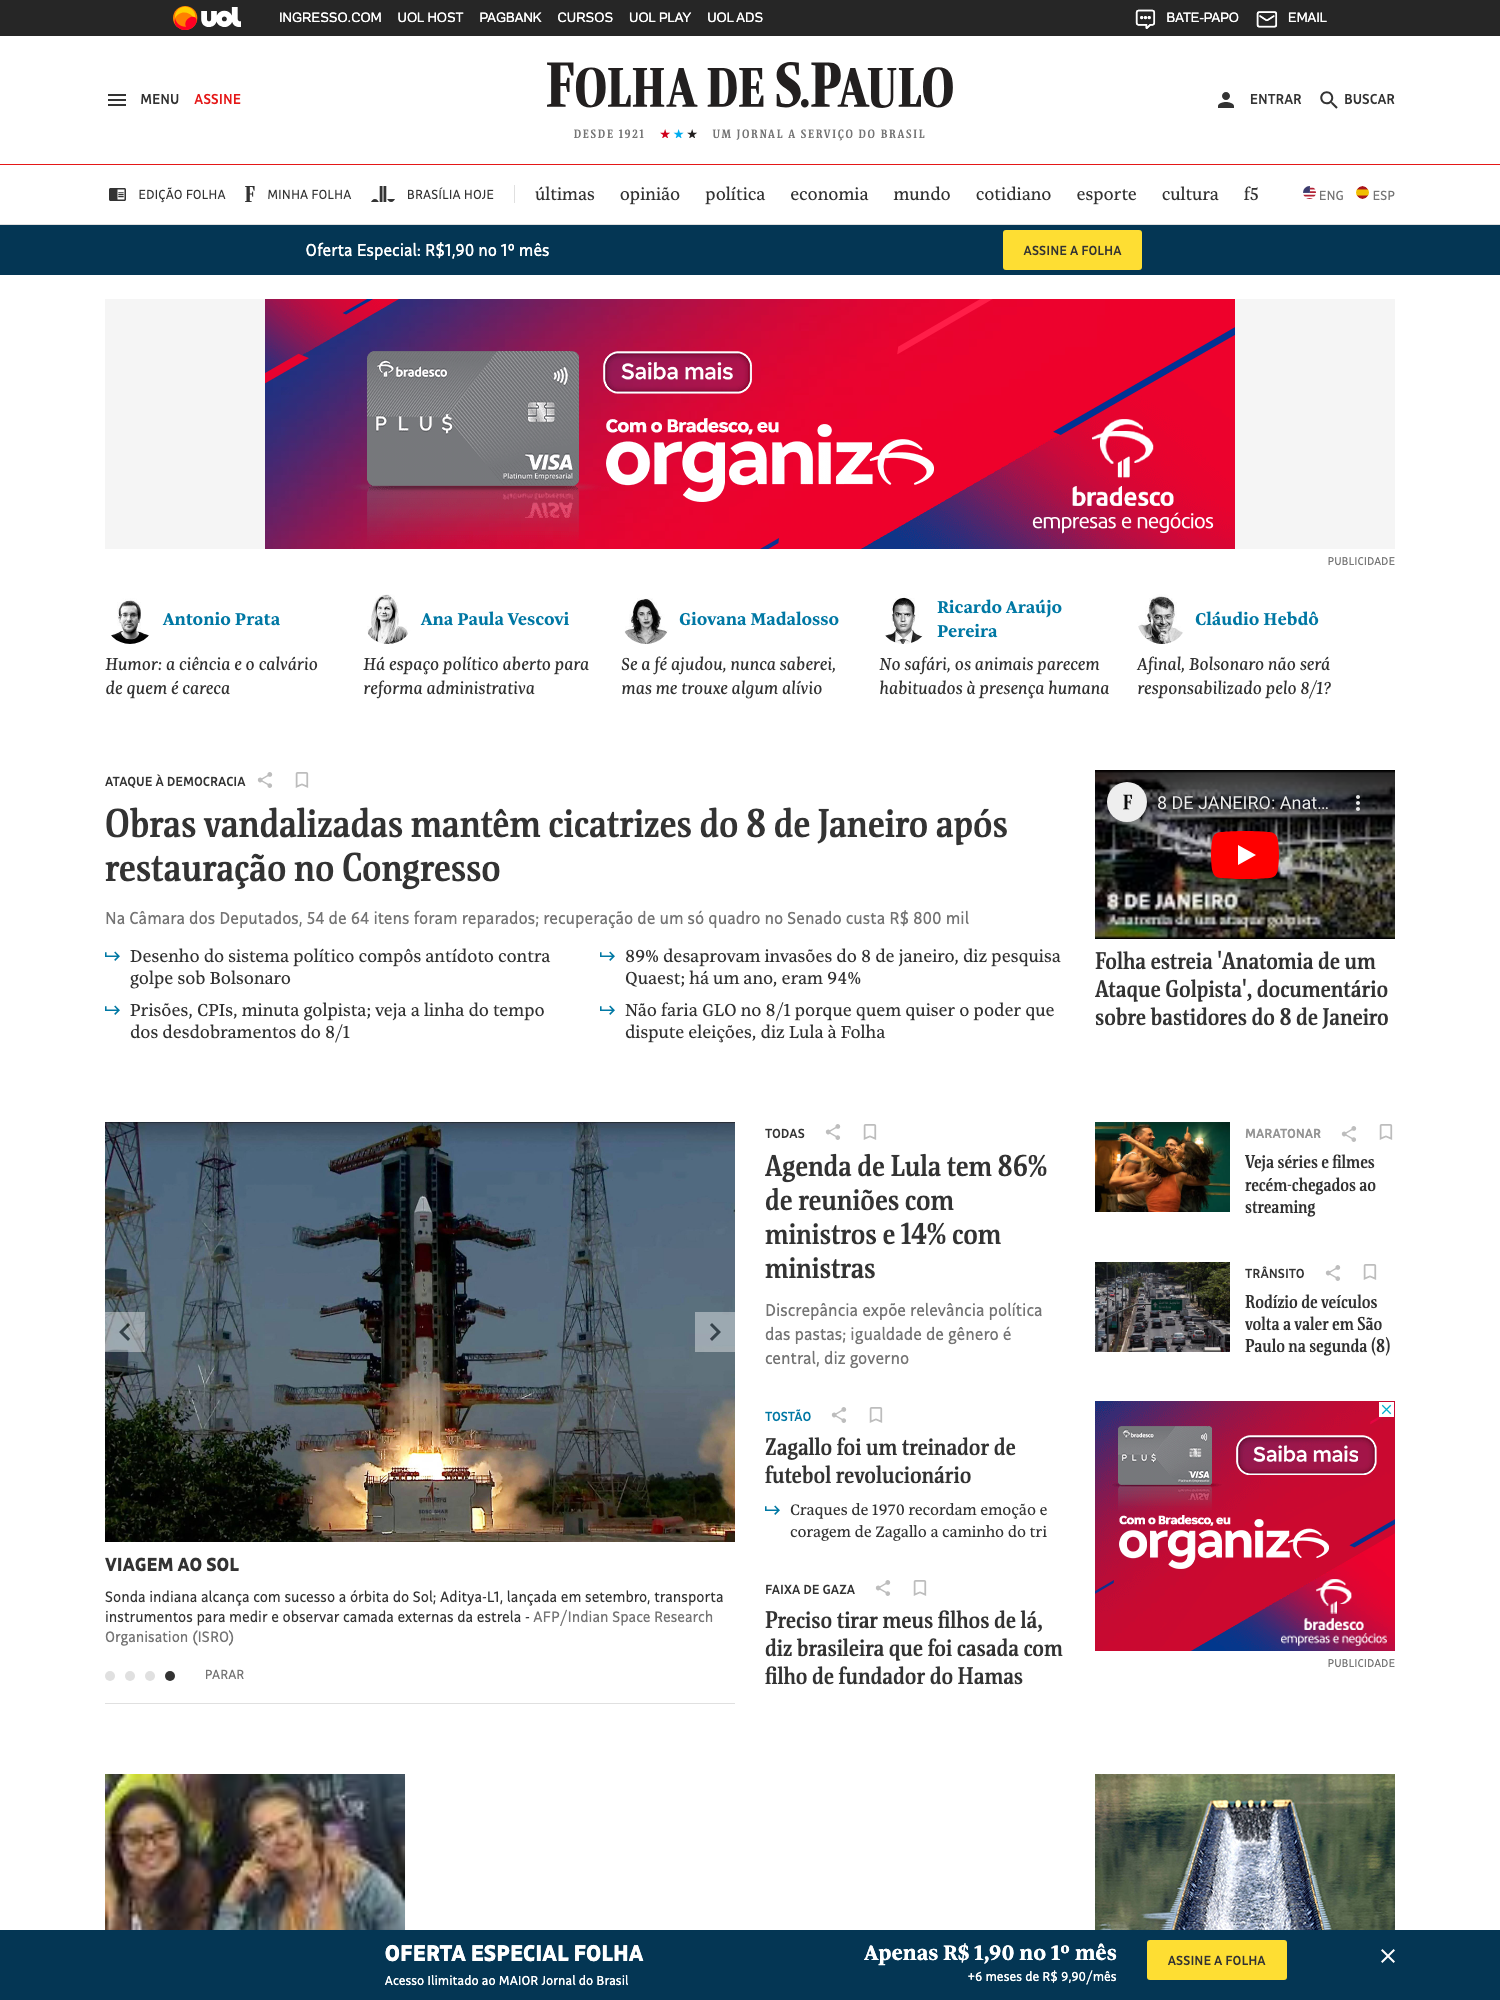 uol INGRESSO.COM UOL HOST PAGBANK CURSOS UOL PLAY UOL ADS BATE-PAPO EMAIL
MENU ASSINE FOLHA DE S.PAULO ENTRAR BUSCAR
DESDE 1921 ★★★ UM JORNAL A SERVIÇO DO BRASIL
EDIÇÃO FOLHA F MINHA FOLHA BRASÍLIA HOJE últimas opinião política economia mundo cotidiano esporte cultura f5 ENG ESP
Oferta Especial: R$1,90 no 1º mês ASSINE A FOLHA
bradesco
PLU$
VISA
Platinum Empresarial
Saiba mais
Com o Bradesco, eu
organizo
bradesco
empresas e negócios
PUBLICIDADE
Antonio Prata
Humor: a ciência e o calvário
de quem é careca
Ana Paula Vescovi
Há espaço político aberto para
reforma administrativa
Giovana Madalosso
Se a fé ajudou, nunca saberei,
mas me trouxe algum alívio
Ricardo Araújo
Pereira
No safári, os animais parecem
habituados à presença humana
Cláudio Hebdô
Afinal, Bolsonaro não será
responsabilizado pelo 8/1?
ATAQUE À DEMOCRACIA
Obras vandalizadas mantêm cicatrizes do 8 de Janeiro após
restauração no Congresso
Na Câmara dos Deputados, 54 de 64 itens foram reparados; recuperação de um só quadro no Senado custa R$ 800 mil
Desenho do sistema político compôs antídoto contra
golpe sob Bolsonaro
Prisões, CPIs, minuta golpista; veja a linha do tempo
dos desdobramentos do 8/1
89% desaprovam invasões do 8 de janeiro, diz pesquisa
Quaest; há um ano, eram 94%
Não faria GLO no 8/1 porque quem quiser o poder que
dispute eleições, diz Lula à Folha
F 8 DE JANEIRO: Anat...
8 DE JANEIRO
Anatomia de um ataque golpista
Folha estreia 'Anatomia de um
Ataque Golpista', documentário
sobre bastidores do 8 de Janeiro
VIAGEM AO SOL
Sonda indiana alcança com sucesso a órbita do Sol; Aditya-L1, lançada em setembro, transporta
instrumentos para medir e observar camada externas da estrela - AFP/Indian Space Research
Organisation (ISRO)
PARAR
TODAS
Agenda de Lula tem 86%
de reuniões com
ministros e 14% com
ministras
Discrepância expõe relevância política
das pastas; igualdade de gênero é
central, diz governo
TOSTÃO
Zagallo foi um treinador de
futebol revolucionário
Craques de 1970 recordam emoção e
coragem de Zagallo a caminho do tri
FAIXA DE GAZA
Preciso tirar meus filhos de lá,
diz brasileira que foi casada com
filho de fundador do Hamas
MARATONAR
Veja séries e filmes
recém-chegados ao
streaming
TRÂNSITO
Rodízio de veículos
volta a valer em São
Paulo na segunda (8)
bradesco
PLU$
VISA
Saiba mais
Com o Bradesco, eu
organizo
bradesco
empresas e negócios
PUBLICIDADE
OFERTA ESPECIAL FOLHA
Acesso Ilimitado ao MAIOR Jornal do Brasil
Apenas R$ 1,90 no 1º mês
+6 meses de R$ 9,90/mês
ASSINE A FOLHA